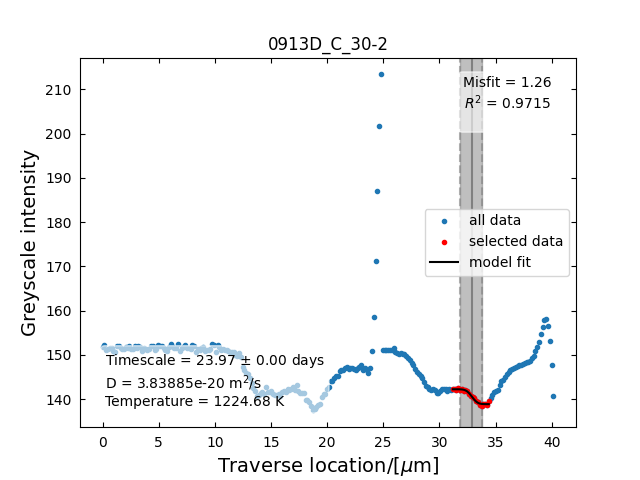 0913D_C_30-2
Misfit = 1.26
R² = 0.9715
all data
selected data
model fit
Timescale = 23.97 ± 0.00 days
D = 3.83885e-20 m²/s
Temperature = 1224.68 K
Greyscale intensity
210
200
190
180
170
160
150
140
0 5 10 15 20 25 30 35 40
Traverse location/[μm]